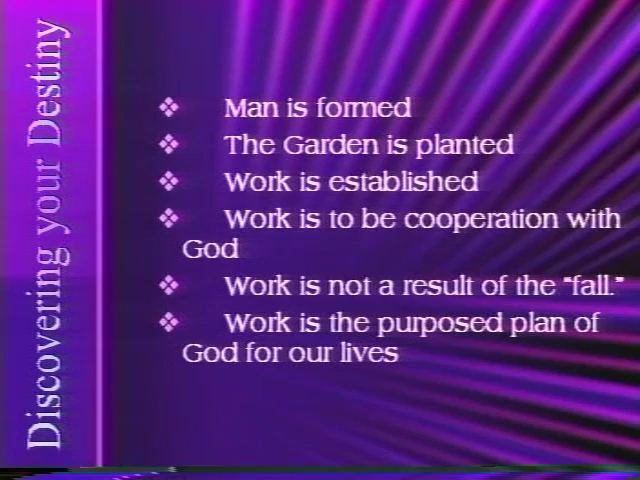 Discovering your Destiny
❖ Man is formed
❖ The Garden is planted
❖ Work is established
❖ Work is to be cooperation with
God
❖ Work is not a result of the "fall."
❖ Work is the purposed plan of
God for our lives